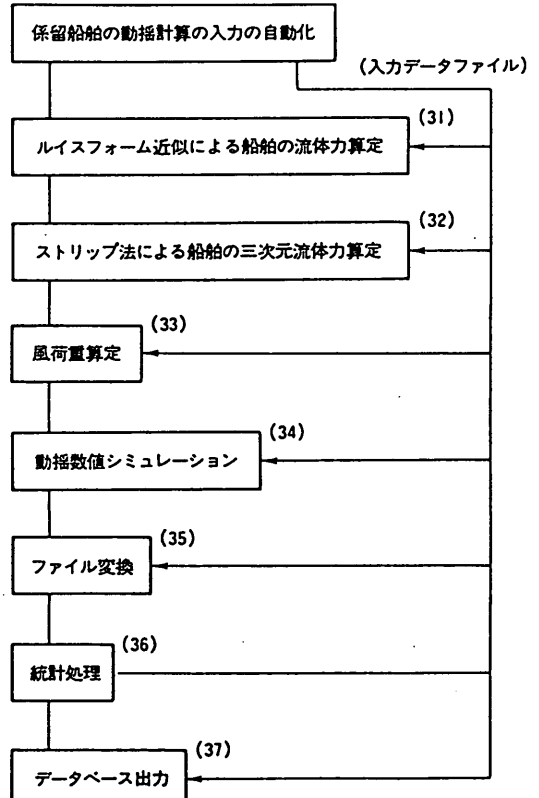 係留船舶の動揺計算の入力の自動化
(入力データファイル)
(31)
ルイスフォーム近似による船舶の流体力算定
(32)
ストリップ法による船舶の三次元流体力算定
(33)
風荷重算定
(34)
動揺数値シミュレーション
(35)
ファイル変換
(36)
統計処理
(37)
データベース出力